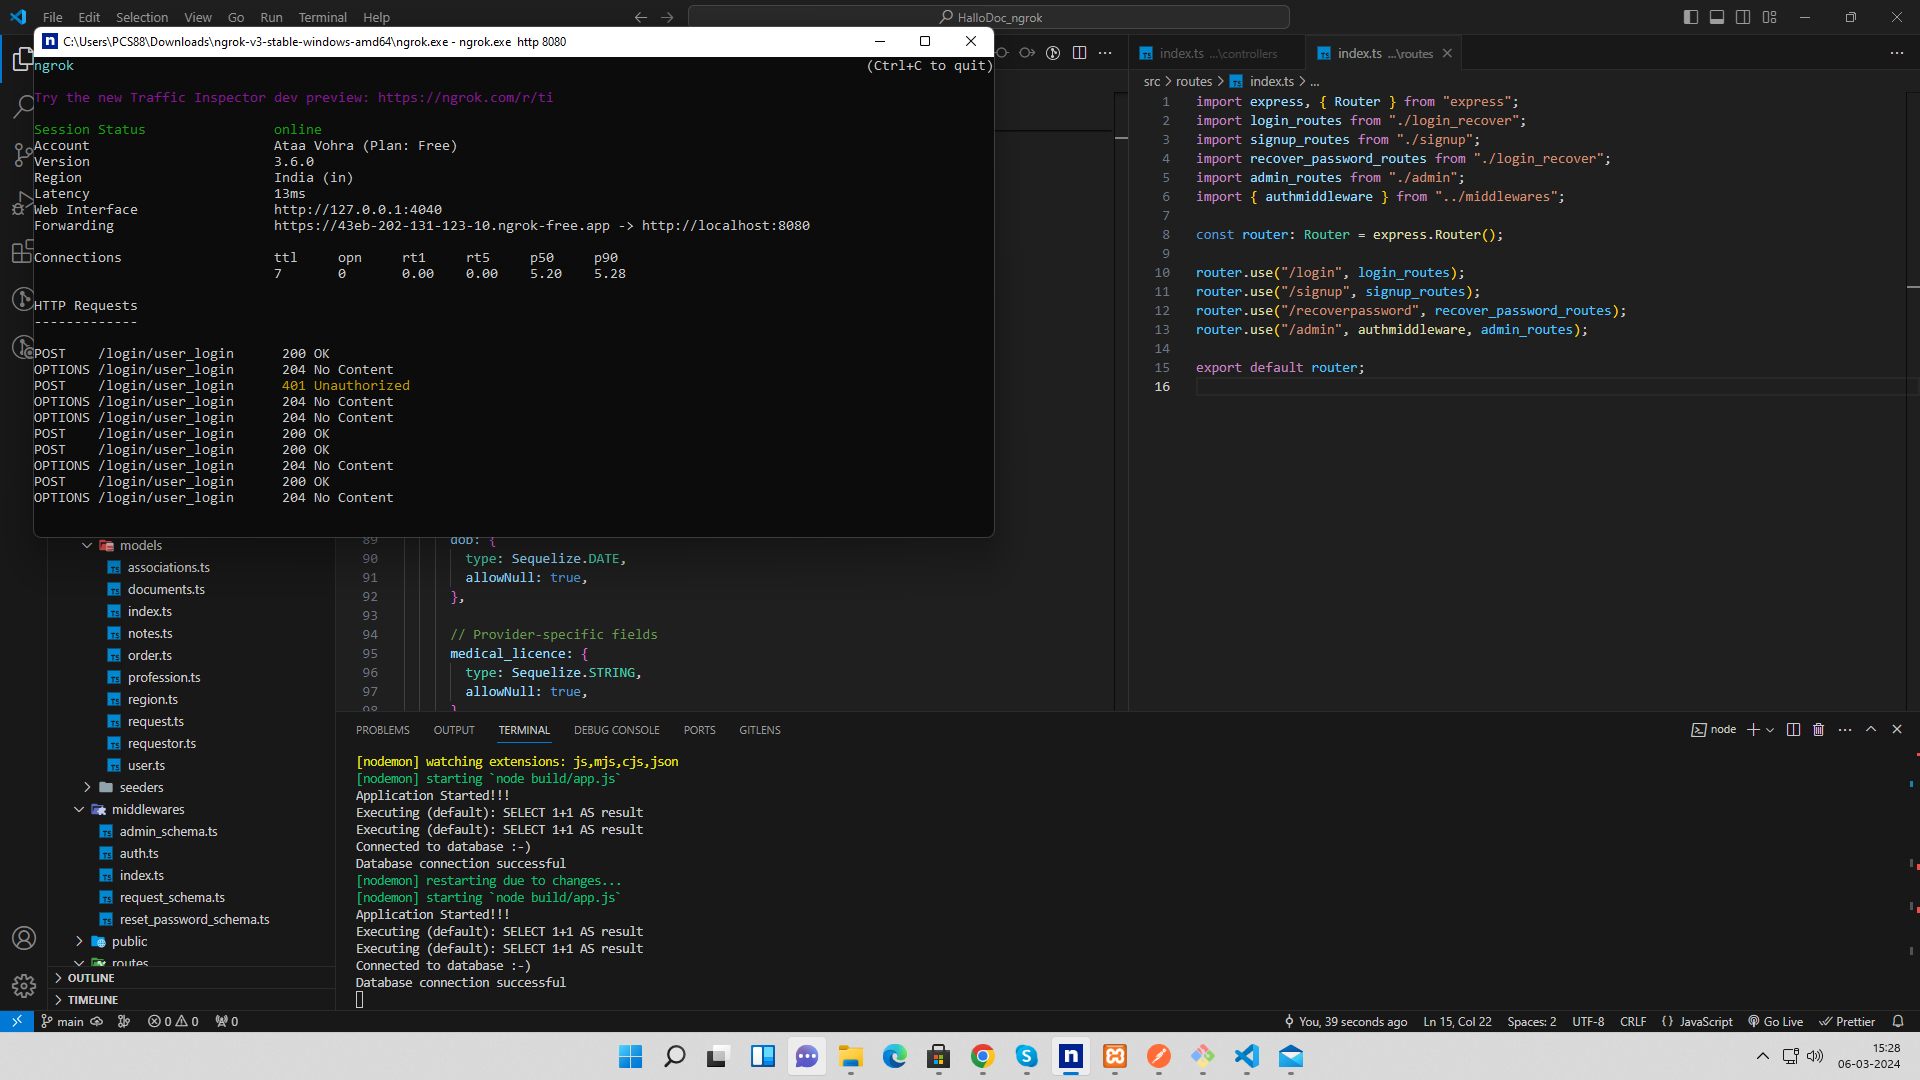 File Edit Selection View Go Run Terminal Help
HalloDoc_ngrok
C:\Users\PCS88\Downloads\ngrok-v3-stable-windows-amd64\ngrok.exe - ngrok.exe  http 8080
ngrok (Ctrl+C to quit)
Try the new Traffic Inspector dev preview: https://ngrok.com/r/ti
Session Status online
Account Ataa Vohra (Plan: Free)
Version 3.6.0
Region India (in)
Latency 13ms
Web Interface http://127.0.0.1:4040
Forwarding https://43eb-202-131-123-10.ngrok-free.app -> http://localhost:8080
Connections ttl opn rt1 rt5 p50 p90
7 0 0.00 0.00 5.20 5.28
HTTP Requests
-------------
POST /login/user_login 200 OK
OPTIONS /login/user_login 204 No Content
POST /login/user_login 401 Unauthorized
OPTIONS /login/user_login 204 No Content
OPTIONS /login/user_login 204 No Content
POST /login/user_login 200 OK
POST /login/user_login 200 OK
OPTIONS /login/user_login 204 No Content
POST /login/user_login 200 OK
OPTIONS /login/user_login 204 No Content
index.ts ...\controllers
index.ts ...\routes
src > routes > index.ts > ...
1 import express, { Router } from "express";
2 import login_routes from "./login_recover";
3 import signup_routes from "./signup";
4 import recover_password_routes from "./login_recover";
5 import admin_routes from "./admin";
6 import { authmiddleware } from "../middlewares";
7
8 const router: Router = express.Router();
9
10 router.use("/login", login_routes);
11 router.use("/signup", signup_routes);
12 router.use("/recoverpassword", recover_password_routes);
13 router.use("/admin", authmiddleware, admin_routes);
14
15 export default router;
16
models
associations.ts
documents.ts
index.ts
notes.ts
order.ts
profession.ts
region.ts
request.ts
requestor.ts
user.ts
seeders
middlewares
admin_schema.ts
auth.ts
index.ts
request_schema.ts
reset_password_schema.ts
public
routes
OUTLINE
TIMELINE
89 dob: {
90 type: Sequelize.DATE,
91 allowNull: true,
92 },
93
94 // Provider-specific fields
95 medical_licence: {
96 type: Sequelize.STRING,
97 allowNull: true,
98 }
PROBLEMS OUTPUT TERMINAL DEBUG CONSOLE PORTS GITLENS
node
[nodemon] watching extensions: js,mjs,cjs,json
[nodemon] starting `node build/app.js`
Application Started!!!
Executing (default): SELECT 1+1 AS result
Executing (default): SELECT 1+1 AS result
Connected to database :-)
Database connection successful
[nodemon] restarting due to changes...
[nodemon] starting `node build/app.js`
Application Started!!!
Executing (default): SELECT 1+1 AS result
Executing (default): SELECT 1+1 AS result
Connected to database :-)
Database connection successful
main 0 0 0
You, 39 seconds ago Ln 15, Col 22 Spaces: 2 UTF-8 CRLF {} JavaScript Go Live Prettier
15:28
06-03-2024